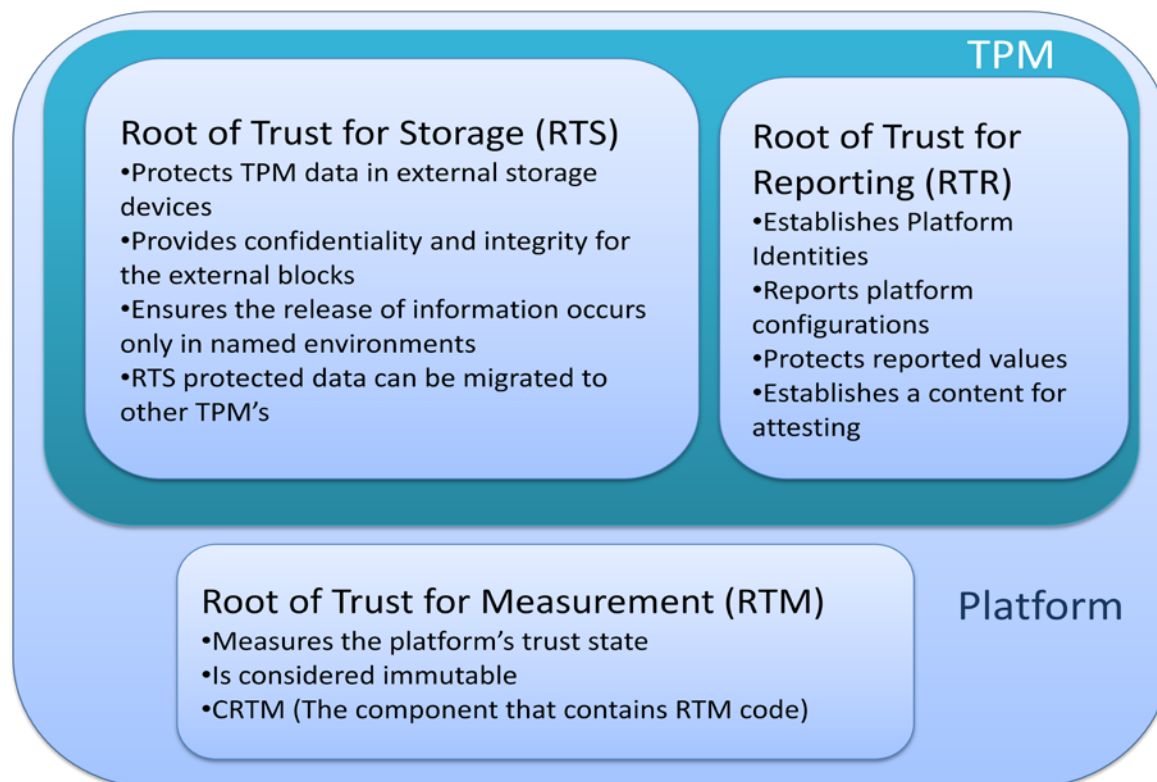 TPM
Root of Trust for Storage (RTS)
•Protects TPM data in external storage
devices
•Provides confidentiality and integrity for
the external blocks
•Ensures the release of information occurs
only in named environments
•RTS protected data can be migrated to
other TPM’s
Root of Trust for
Reporting (RTR)
•Establishes Platform
Identities
•Reports platform
configurations
•Protects reported values
•Establishes a content for
attesting
Root of Trust for Measurement (RTM)
•Measures the platform’s trust state
•Is considered immutable
•CRTM (The component that contains RTM code)
Platform